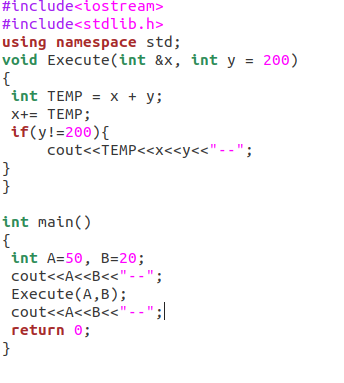 #include<iostream>
#include<stdlib.h>
using namespace std;
void Execute(int &x, int y = 200)
{
 int TEMP = x + y;
 x+= TEMP;
 if(y!=200){
     cout<<TEMP<<x<<y<<"--";
}
}

int main()
{
 int A=50, B=20;
 cout<<A<<B<<"--";
 Execute(A,B);
 cout<<A<<B<<"--";
 return 0;
}